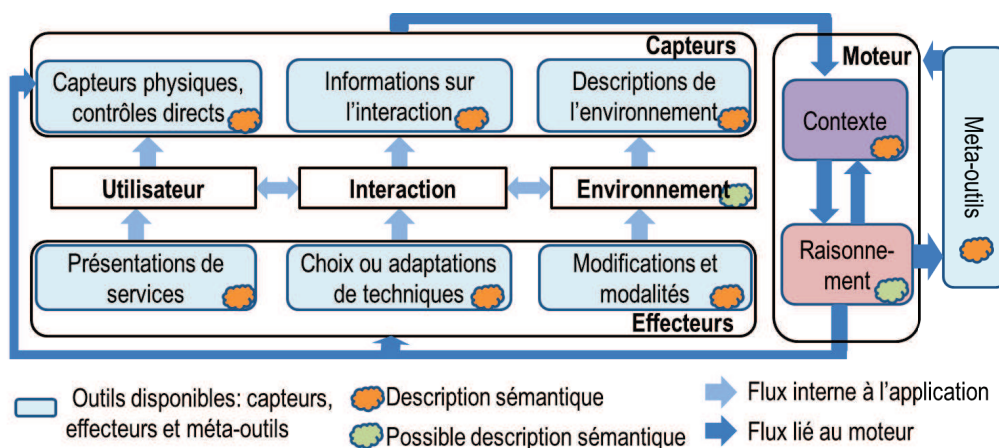 Capteurs
Capteurs physiques,
contrôles directs
Informations sur
l'interaction
Descriptions de
l'environnement
Utilisateur
Interaction
Environnement
Présentations de
services
Choix ou adaptations
de techniques
Modifications et
modalités
Effecteurs
Moteur
Contexte
Raisonne-
ment
Meta-outils
Outils disponibles: capteurs,
effecteurs et méta-outils
Description sémantique
Possible description sémantique
Flux interne à l'application
Flux lié au moteur